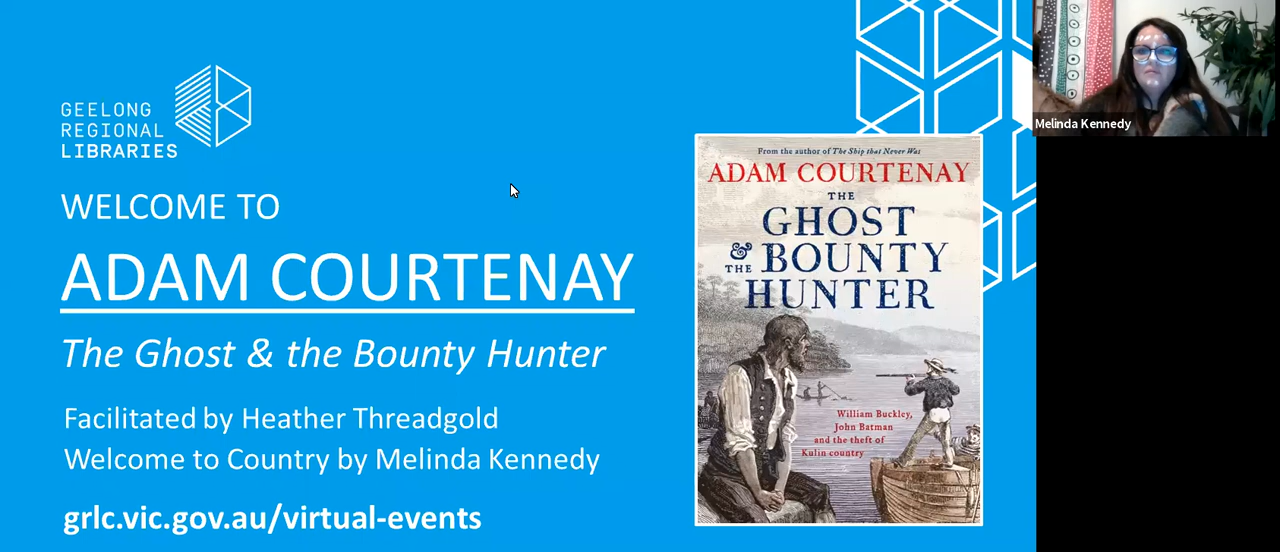 GEELONG
REGIONAL
LIBRARIES
WELCOME TO
ADAM COURTENAY
The Ghost & the Bounty Hunter
Facilitated by Heather Threadgold
Welcome to Country by Melinda Kennedy
grlc.vic.gov.au/virtual-events
From the author of The Ship that Never Was
ADAM COURTENAY
THE
GHOST
& THE BOUNTY
HUNTER
William Buckley,
John Batman
and the theft of
Kulin country
Melinda Kennedy